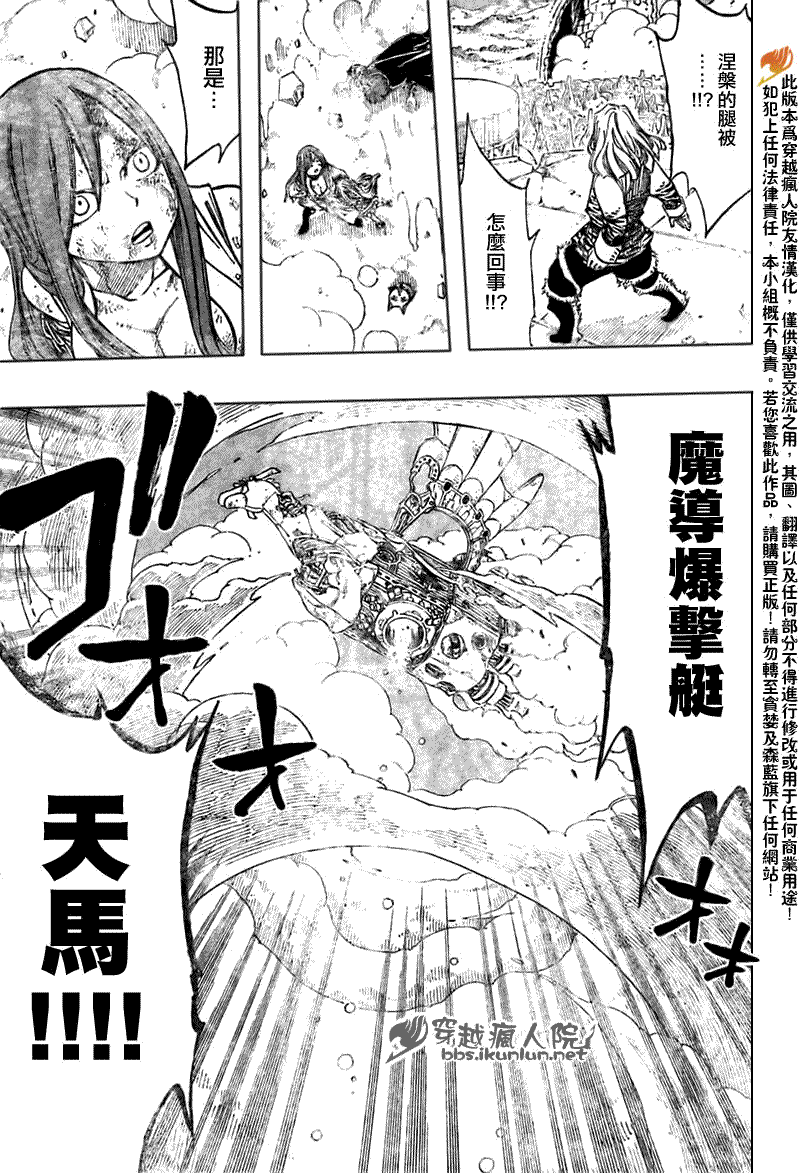 涅槃的腿被
……!!?
怎麼回事
!!?
那是…
魔導爆擊艇
天馬
!!!!
ゴオオオオ
此版本爲穿越瘋人院友情漢化，僅供學習交流之用，其圖、翻譯以及任何部分不得進行修改或用于任何商業用途！
如犯上任何法律責任，本小組概不負責。若您喜歡此作品，請購買正版！請勿轉至貪婪及森藍旗下任何網站！
穿越瘋人院
bbs.ikunlun.net